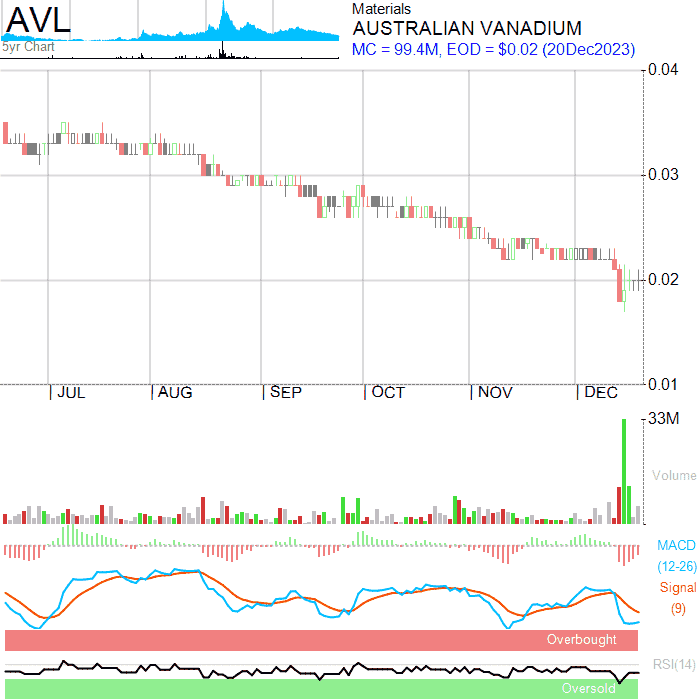 AVL
5yr Chart
Materials
AUSTRALIAN VANADIUM
MC = 99.4M, EOD = $0.02 (20Dec2023)
0.04
0.03
0.02
0.01
JUL AUG SEP OCT NOV DEC
33M
Volume
MACD
(12-26)
Signal
(9)
Overbought
RSI(14)
Oversold